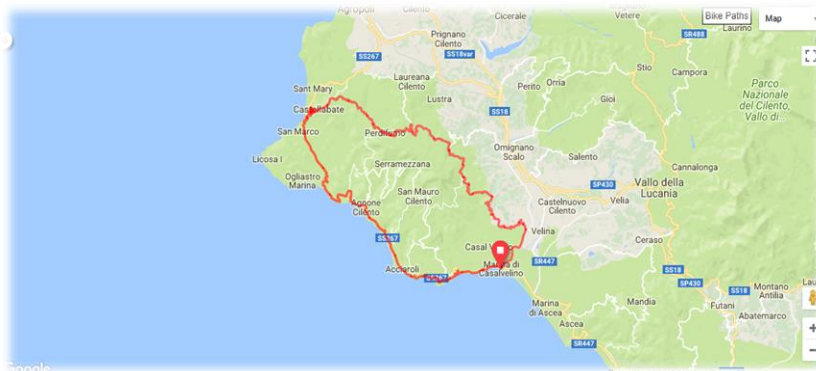 Agropoli
Cilento
Cicerale
Bike Paths
Map
Vetere
Laurino
SS267
Prignano
Cilento
SS18var
SR488
Stio
Campora
Laureana
Cilento
Perito
Orria
Sant Mary
Lustra
Gioi
Parco
Nazionale
del Cilento,
Vallo di...
SS18
Castellabate
San Marco
Perdifumo
Omignano
Scalo
Salento
Cannalonga
Licosa I
Serramezzana
Ogliastro
Marina
San Mauro
Cilento
SP430
Vallo della
Lucania
Agnone
Cilento
Castelnuovo
Cilento
Velia
Velina
Ceraso
SS267
Casal Velino
Acciaroli
SS267
Marina di
Casalvelino
SR447
SS18
SP430
Montano
Antilia
Marina
di Ascea
Mandia
SS18
Futani
Abatemarco
Ascea
SR447
Google